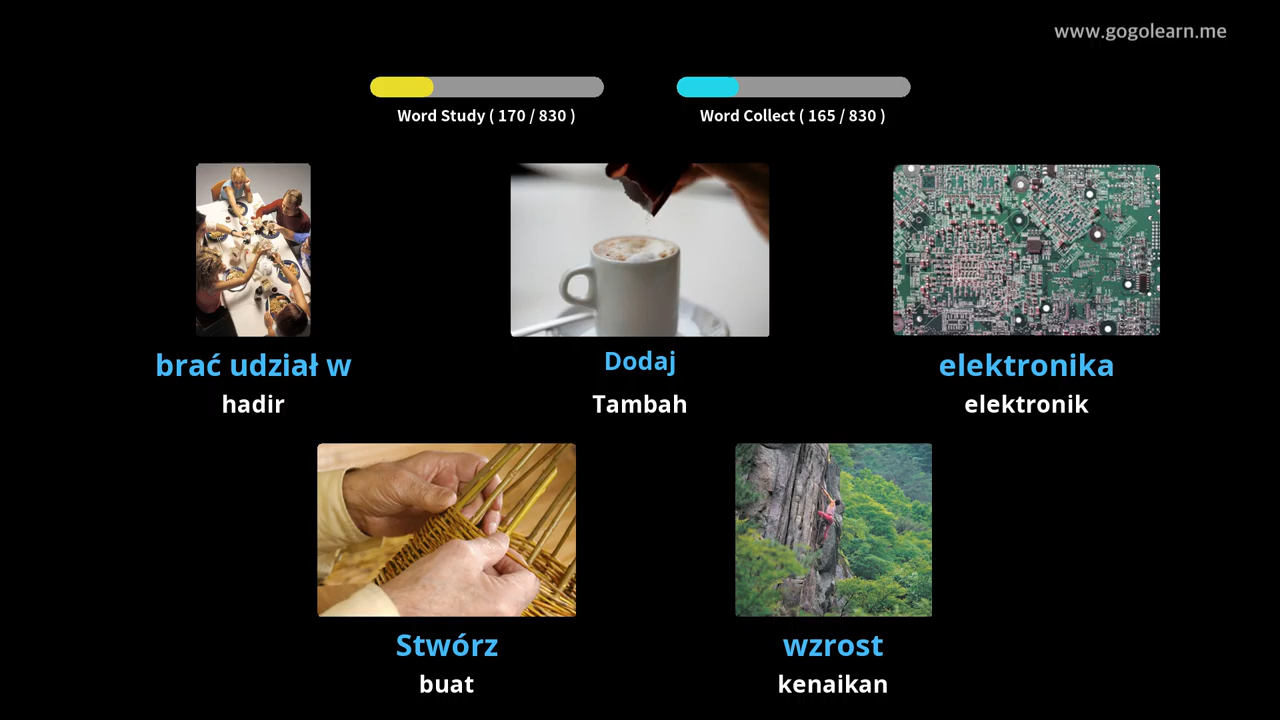 www.gogolearn.me
Word Study ( 170 / 830 )
Word Collect ( 165 / 830 )
brać udział w
hadir
Dodaj
Tambah
elektronika
elektronik
Stwórz
buat
wzrost
kenaikan